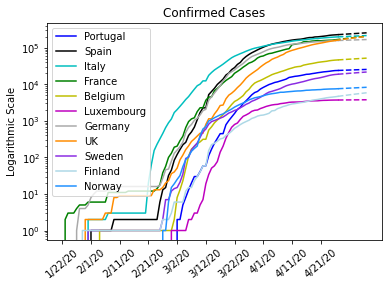 Confirmed Cases
Logarithmic Scale
10^5
10^4
10^3
10^2
10^1
10^0
Portugal
Spain
Italy
France
Belgium
Luxembourg
Germany
UK
Sweden
Finland
Norway
1/22/20
2/1/20
2/11/20
2/21/20
3/2/20
3/12/20
3/22/20
4/1/20
4/11/20
4/21/20